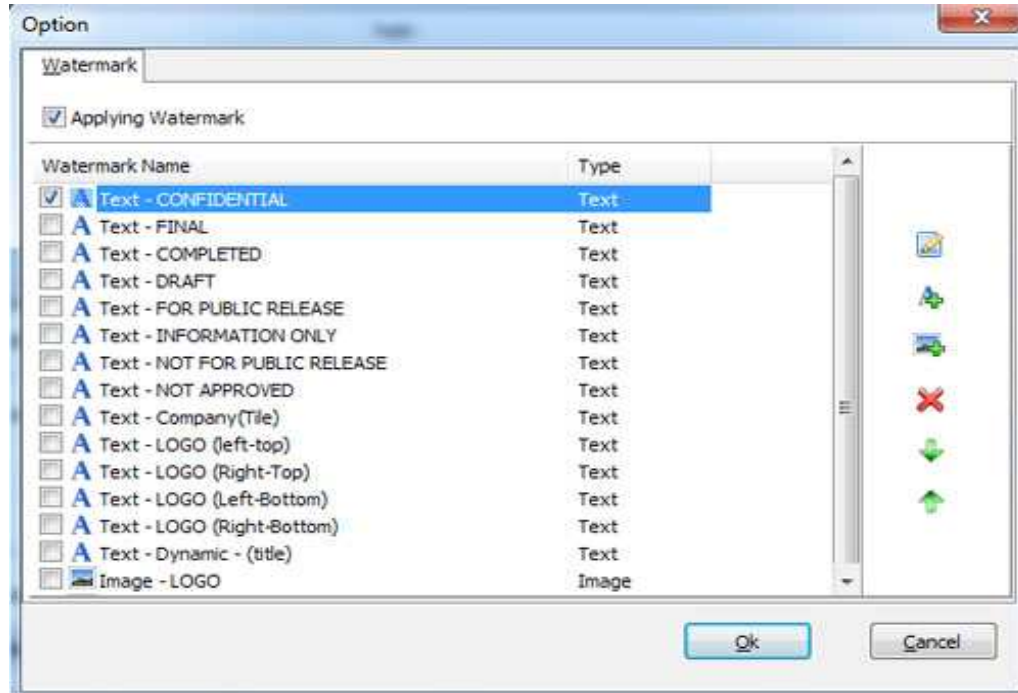 Option
Watermark
Applying Watermark
Watermark Name Type
Text - CONFIDENTIAL Text
Text - FINAL Text
Text - COMPLETED Text
Text - DRAFT Text
Text - FOR PUBLIC RELEASE Text
Text - INFORMATION ONLY Text
Text - NOT FOR PUBLIC RELEASE Text
Text - NOT APPROVED Text
Text - Company(Tile) Text
Text - LOGO (left-top) Text
Text - LOGO (Right-Top) Text
Text - LOGO (Left-Bottom) Text
Text - LOGO (Right-Bottom) Text
Text - Dynamic - (title) Text
Image - LOGO Image
Ok Cancel